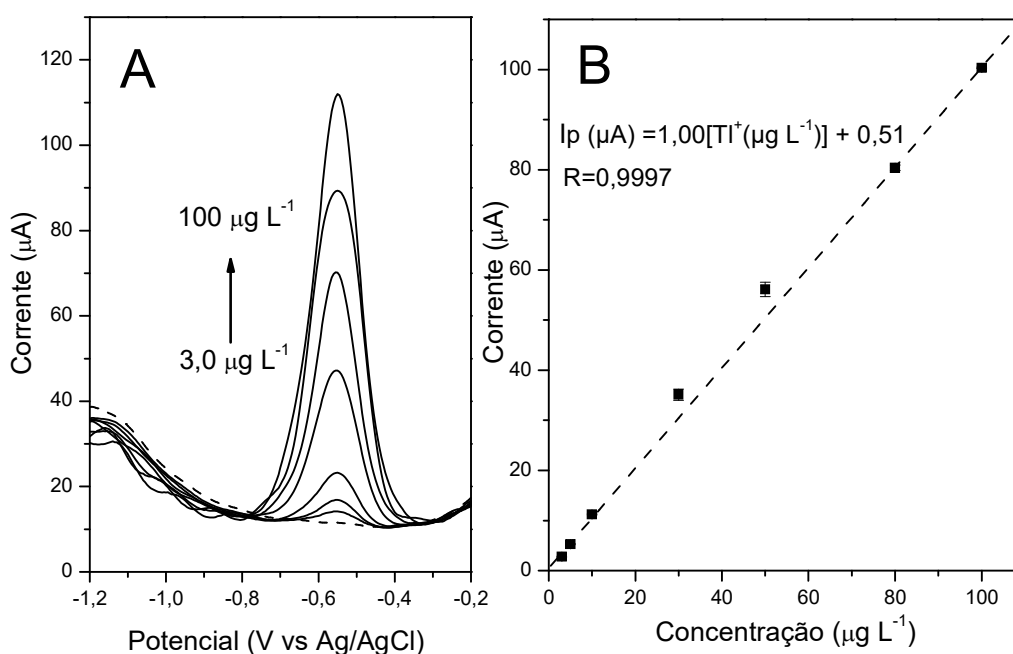 A
120
100
80
60
40
20
0
Corrente (µA)
100 µg L⁻¹
3,0 µg L⁻¹
-1,2 -1,0 -0,8 -0,6 -0,4 -0,2
Potencial (V vs Ag/AgCl)
B
Ip (µA) =1,00[Tl⁺(µg L⁻¹)] + 0,51
R=0,9997
100
80
60
40
20
0
Corrente (µA)
0 20 40 60 80 100
Concentração (µg L⁻¹)